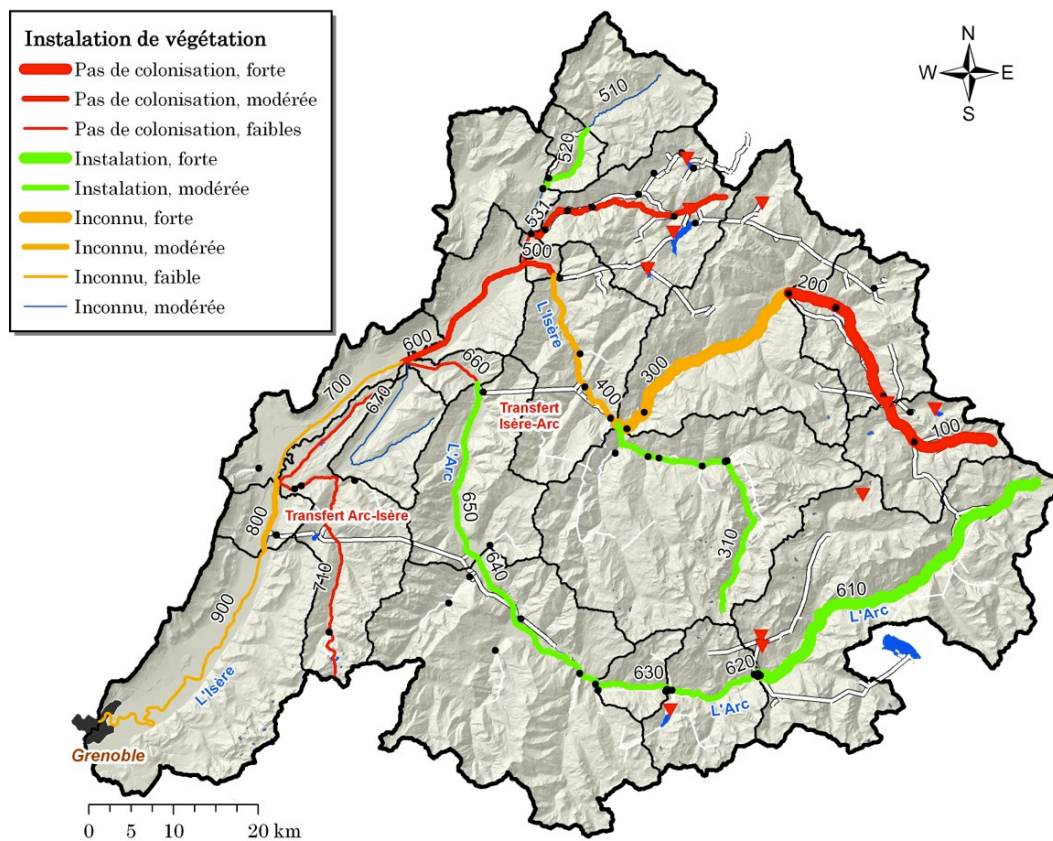 Instalation de végétation
Pas de colonisation, forte
Pas de colonisation, modérée
Pas de colonisation, faibles
Instalation, forte
Instalation, modérée
Inconnu, forte
Inconnu, modérée
Inconnu, faible
Inconnu, modérée
N
W E
S
510
520
531
500
200
L'Isère
600
660
300
700
670
400
Transfert
Isère-Arc
100
L'Arc
650
Transfert Arc-Isère
800
310
640
740
610
L'Arc
900
L'Isère
630
620
L'Arc
Grenoble
0 5 10 20 km